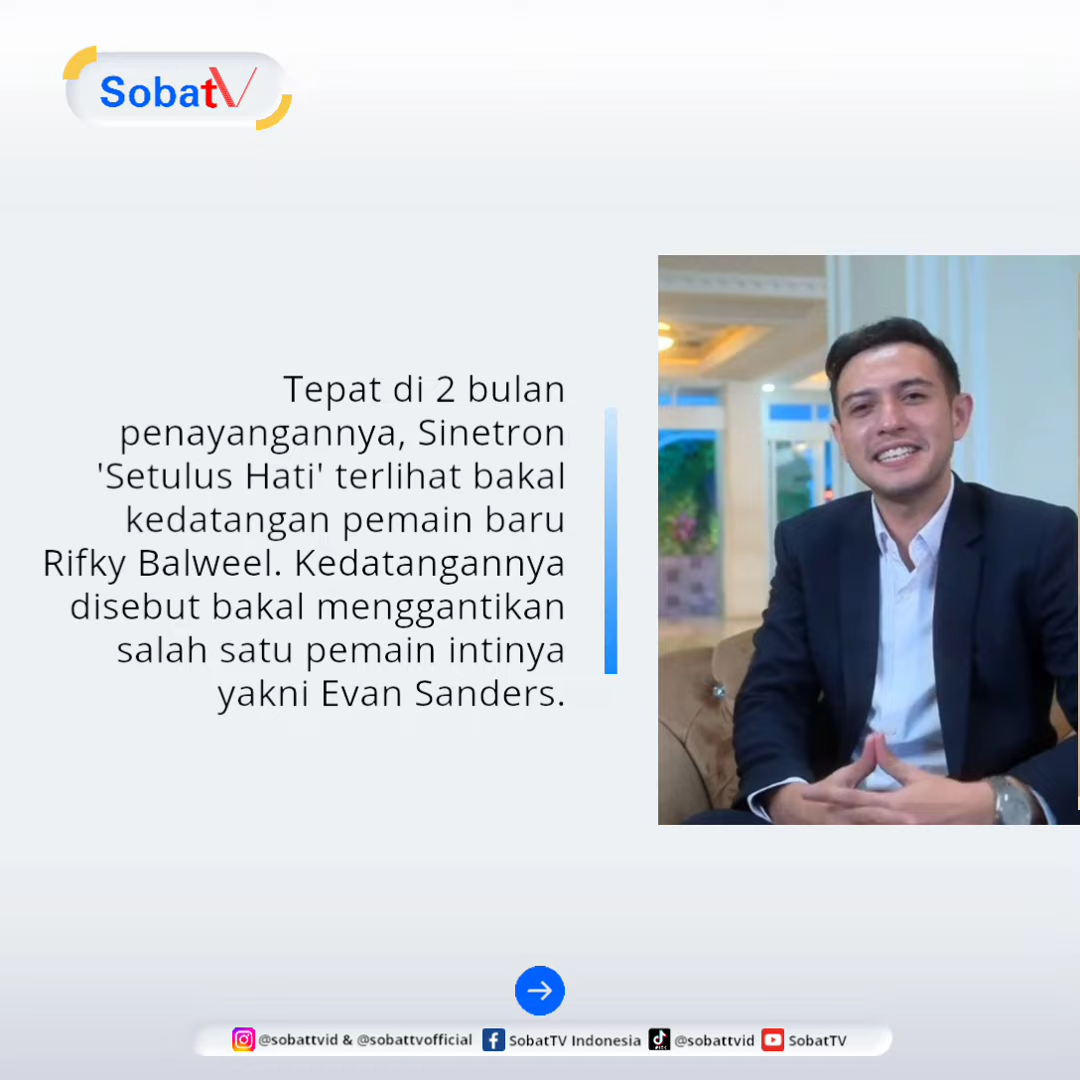 SobatTV
Tepat di 2 bulan
penayangannya, Sinetron
'Setulus Hati' terlihat bakal
kedatangan pemain baru
Rifky Balweel. Kedatangannya
disebut bakal menggantikan
salah satu pemain intinya
yakni Evan Sanders.
@sobattvid & @sobattvofficial SobatTV Indonesia @sobattvid SobatTV